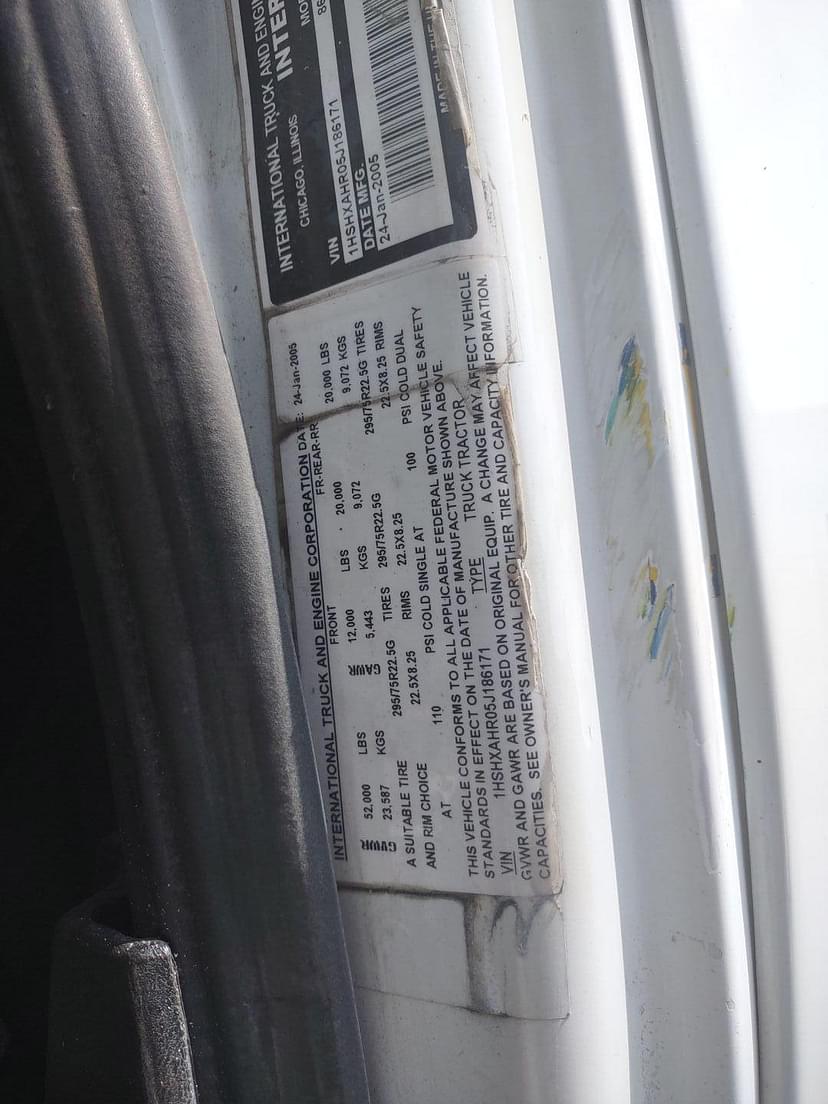 INTERNATIONAL TRUCK AND ENGINE CORPORATION DATE: 24-Jan-2005
FRONT FR-REAR-RR
GVWR 52,000 LBS GAWR 12,000 LBS 20,000 20,000 LBS
23,587 KGS 5,443 KGS 9,072 9,072 KGS
A SUITABLE TIRE 295/75R22.5G TIRES 295/75R22.5G 295/75R22.5G TIRES
AND RIM CHOICE 22.5X8.25 RIMS 22.5X8.25 22.5X8.25 RIMS
AT 110 PSI COLD SINGLE AT 100 PSI COLD DUAL
THIS VEHICLE CONFORMS TO ALL APPLICABLE FEDERAL MOTOR VEHICLE SAFETY
STANDARDS IN EFFECT ON THE DATE OF MANUFACTURE SHOWN ABOVE.
VIN 1HSHXAHR05J186171 TYPE TRUCK TRACTOR
GVWR AND GAWR ARE BASED ON ORIGINAL EQUIP. A CHANGE MAY AFFECT VEHICLE
CAPACITIES. SEE OWNER'S MANUAL FOR OTHER TIRE AND CAPACITY INFORMATION.
INTERNATIONAL TRUCK AND
CHICAGO, ILLINOIS
VIN
1HSHXAHR05J186171
DATE MFG.
24-Jan-2005
MADE IN THE